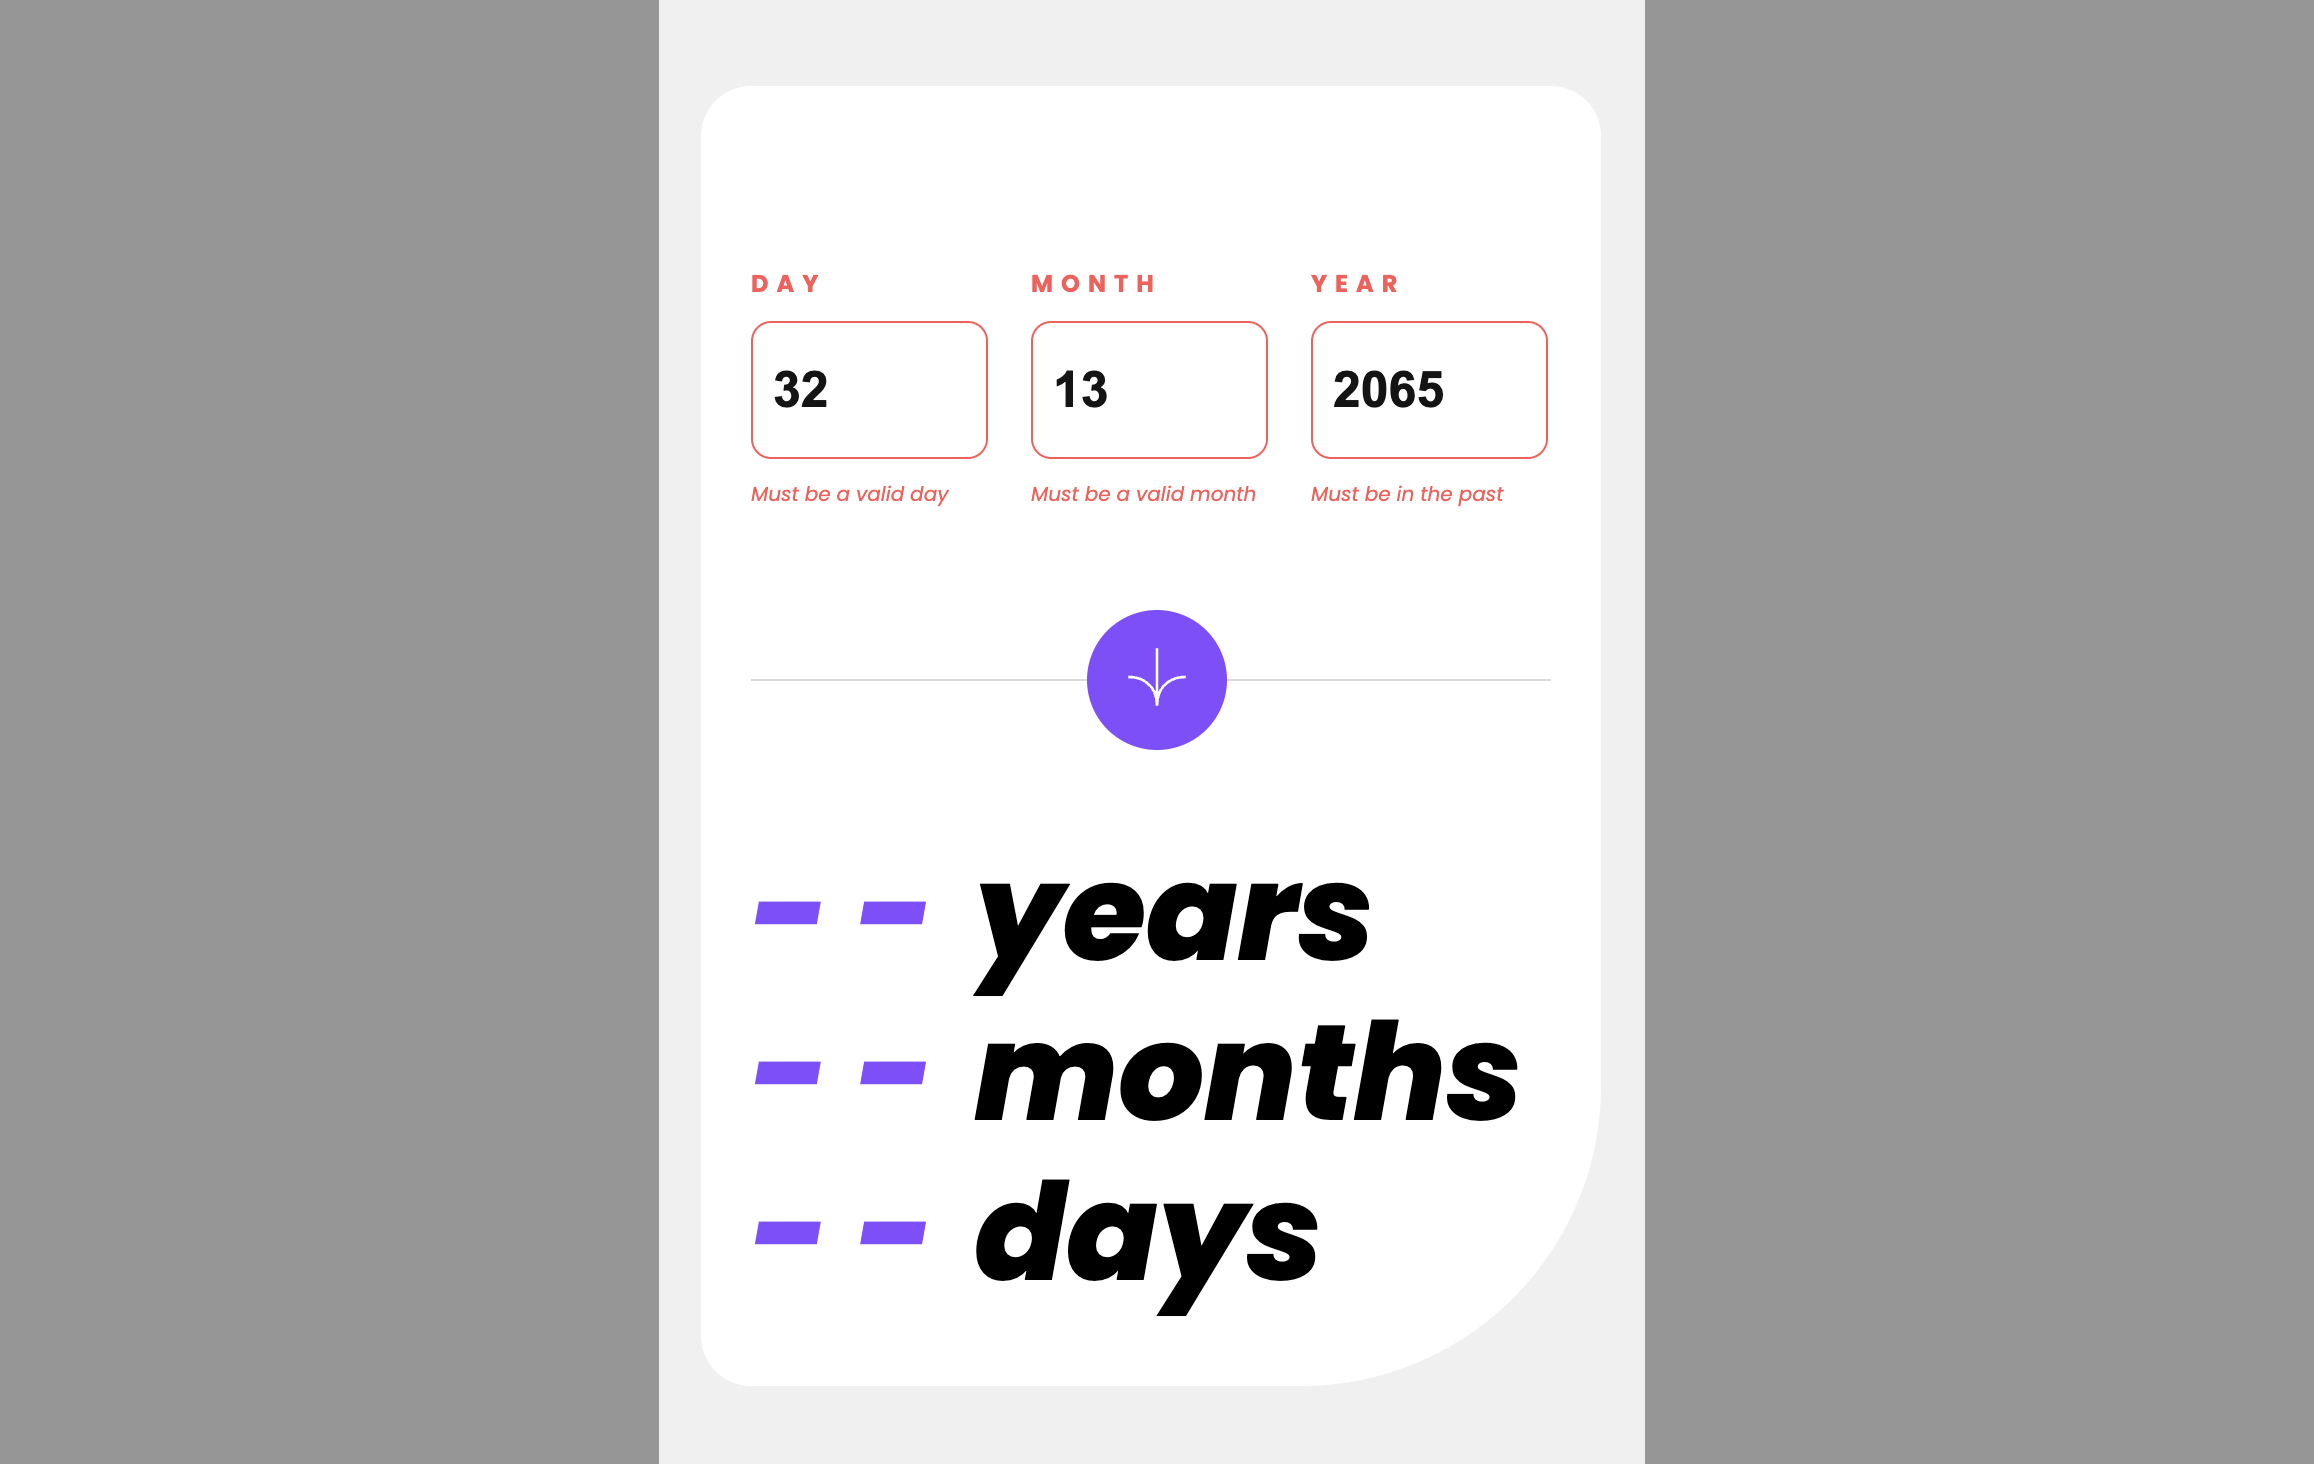 DAY MONTH YEAR
32 13 2065
Must be a valid day Must be a valid month Must be in the past
-- years
-- months
-- days